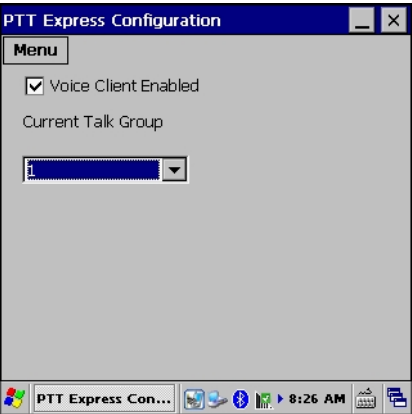 PTT Express Configuration
Menu
Voice Client Enabled
Current Talk Group
1
PTT Express Con... 8:26 AM